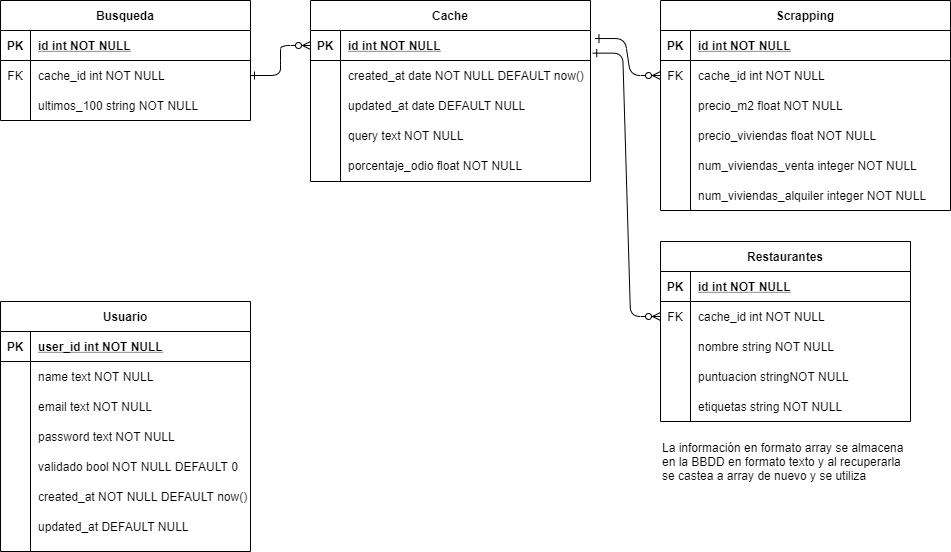 Busqueda
PK id int NOT NULL
FK cache_id int NOT NULL
ultimos_100 string NOT NULL
Cache
PK id int NOT NULL
created_at date NOT NULL DEFAULT now()
updated_at date DEFAULT NULL
query text NOT NULL
porcentaje_odio float NOT NULL
Scrapping
PK id int NOT NULL
FK cache_id int NOT NULL
precio_m2 float NOT NULL
precio_viviendas float NOT NULL
num_viviendas_venta integer NOT NULL
num_viviendas_alquiler integer NOT NULL
Restaurantes
PK id int NOT NULL
FK cache_id int NOT NULL
nombre string NOT NULL
puntuacion stringNOT NULL
etiquetas string NOT NULL
Usuario
PK user_id int NOT NULL
name text NOT NULL
email text NOT NULL
password text NOT NULL
validado bool NOT NULL DEFAULT 0
created_at NOT NULL DEFAULT now()
updated_at DEFAULT NULL
La información en formato array se almacena
en la BBDD en formato texto y al recuperarla
se castea a array de nuevo y se utiliza